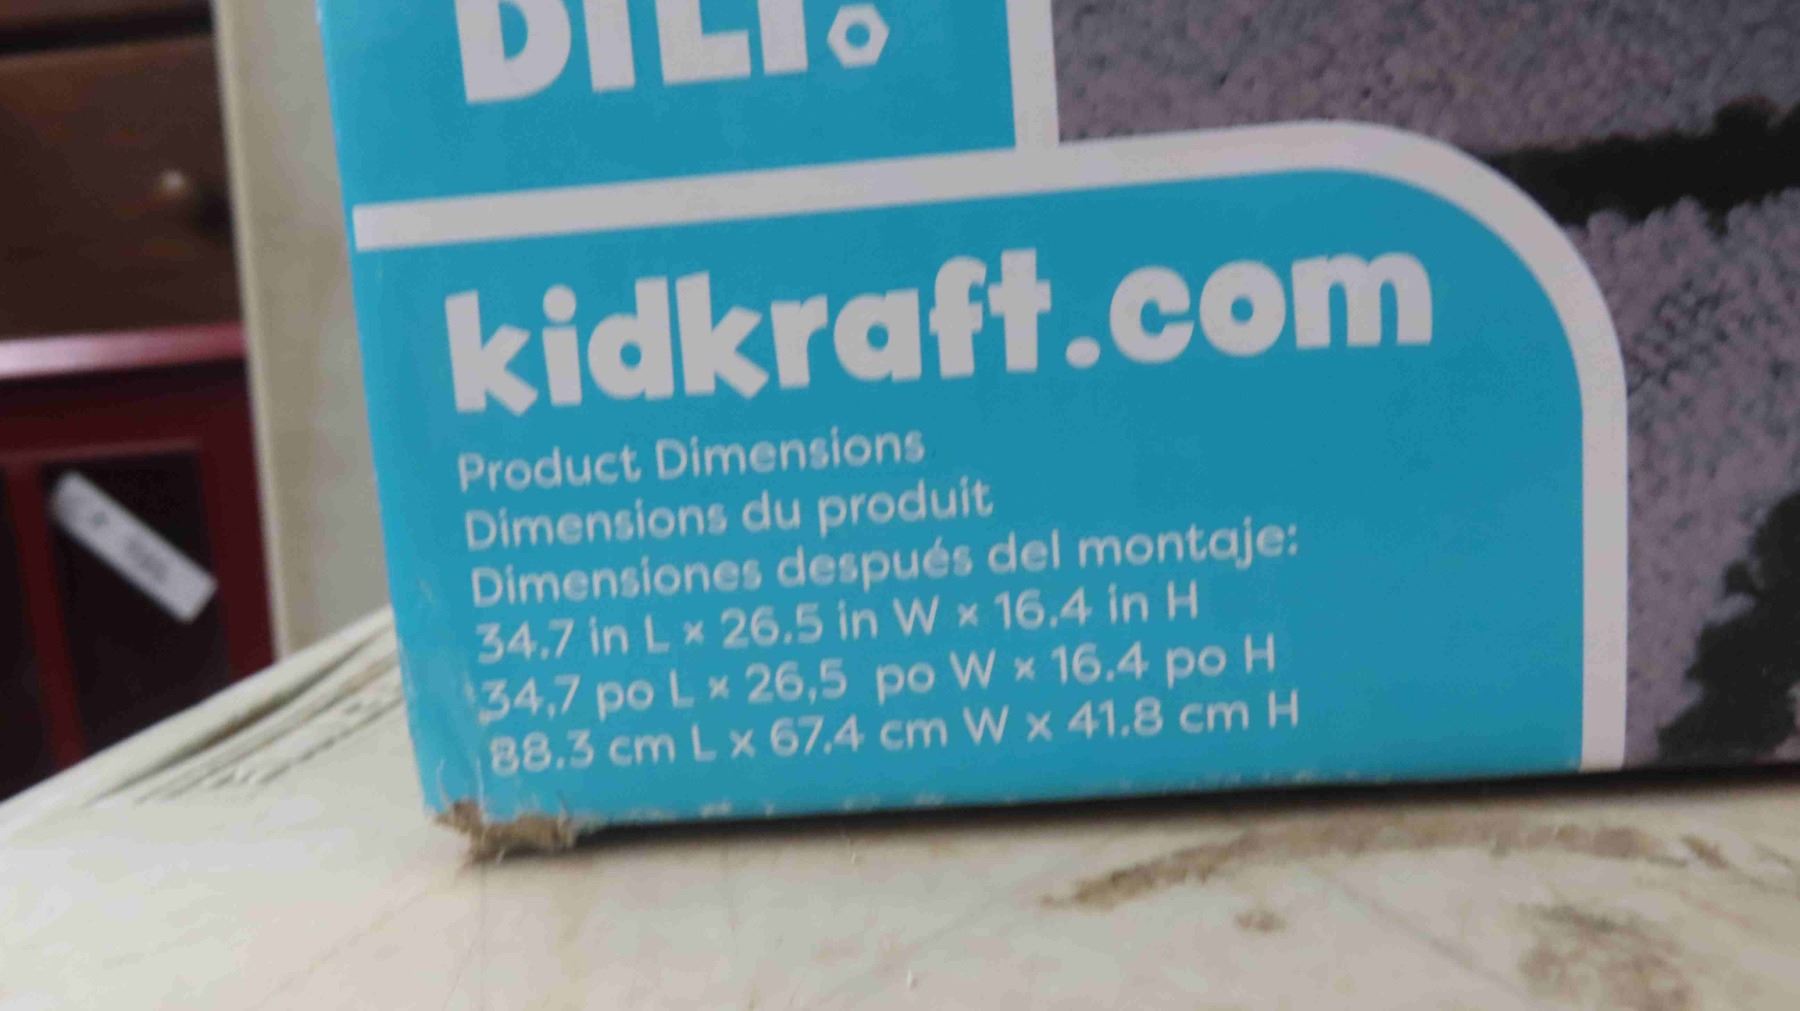 kidkraft.com
Product Dimensions
Dimensions du produit
Dimensiones después del montaje:
34.7 in L × 26.5 in W × 16.4 in H
34,7 po L × 26,5 po W × 16.4 po H
88.3 cm L x 67.4 cm W x 41.8 cm H